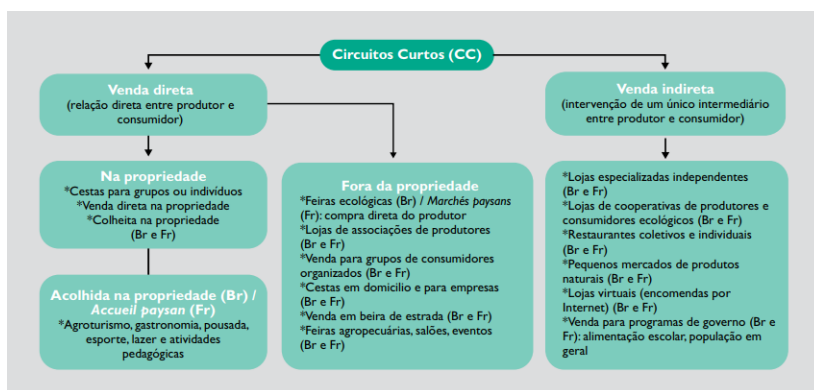 Circuitos Curtos (CC)
Venda direta
(relação direta entre produtor e
consumidor)
Venda indireta
(intervenção de um único intermediário
entre produtor e consumidor)
Na propriedade
*Cestas para grupos ou indivíduos
*Venda direta na propriedade
*Colheita na propriedade
(Br e Fr)
Acolhida na propriedade (Br) /
Accueil paysan (Fr)
*Agroturismo, gastronomia, pousada,
esporte, lazer e atividades
pedagógicas
Fora da propriedade
*Feiras ecológicas (Br) / Marchés paysans
(Fr): compra direta do produtor
*Lojas de associações de produtores
(Br e Fr)
*Venda para grupos de consumidores
organizados (Br e Fr)
*Cestas em domicilio e para empresas
(Br e Fr)
*Venda em beira de estrada (Br e Fr)
*Feiras agropecuárias, salões, eventos
(Br e Fr)
*Lojas especializadas independentes
(Br e Fr)
*Lojas de cooperativas de produtores e
consumidores ecológicos (Br e Fr)
*Restaurantes coletivos e individuais
(Br e Fr)
*Pequenos mercados de produtos
naturais (Br e Fr)
*Lojas virtuais (encomendas por
Internet) (Br e Fr)
*Venda para programas de governo (Br e
Fr): alimentação escolar, população em
geral